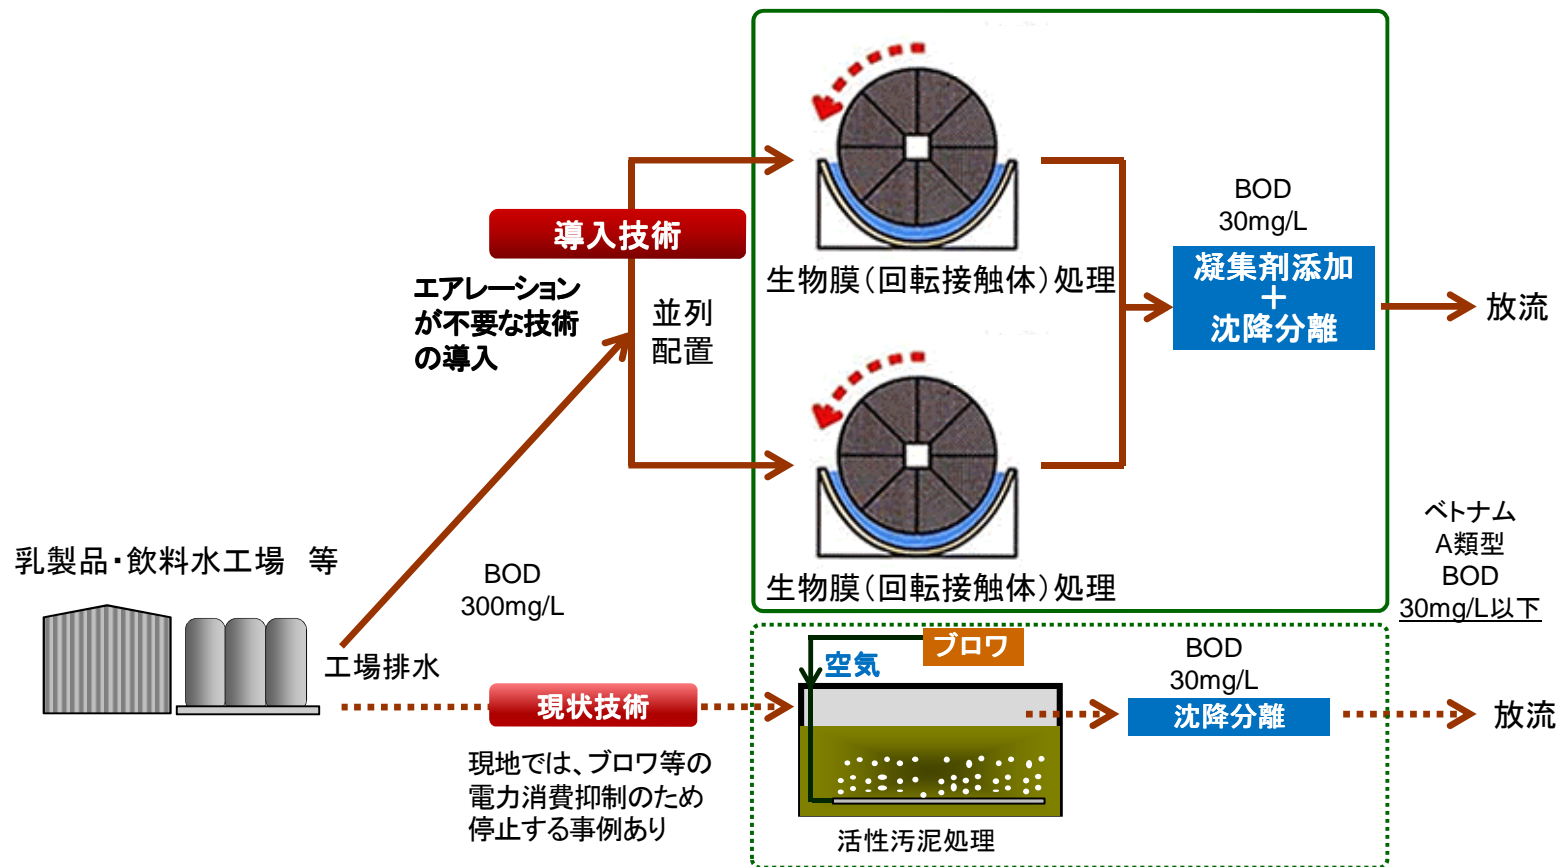 導入技術
エアレーション
が不要な技術
の導入
並列
配置
生物膜（回転接触体）処理
生物膜（回転接触体）処理
BOD
30mg/L
凝集剤添加
＋
沈降分離
放流
乳製品・飲料水工場　等
工場排水
BOD
300mg/L
ベトナム
A類型
BOD
30mg/L以下
現状技術
現地では、ブロワ等の
電力消費抑制のため
停止する事例あり
空気
ブロワ
活性汚泥処理
BOD
30mg/L
沈降分離
放流